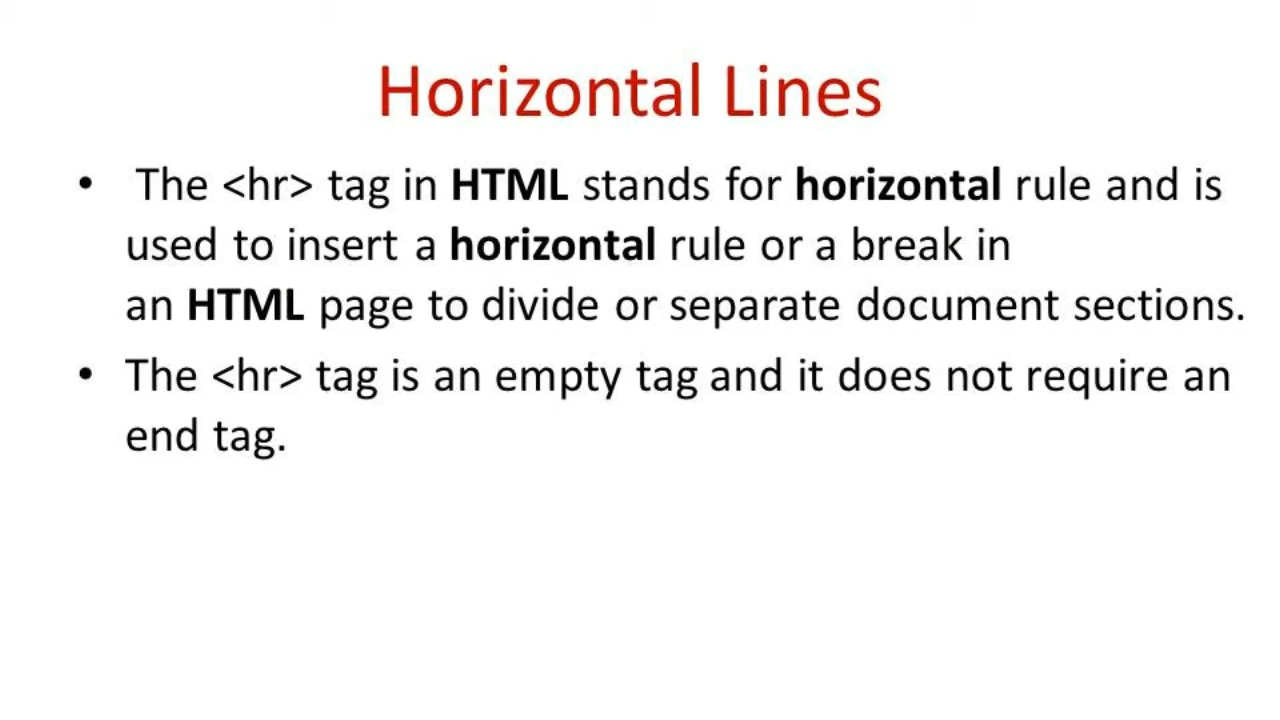 Horizontal Lines
• The <hr> tag in HTML stands for horizontal rule and is
used to insert a horizontal rule or a break in
an HTML page to divide or separate document sections.
• The <hr> tag is an empty tag and it does not require an
end tag.